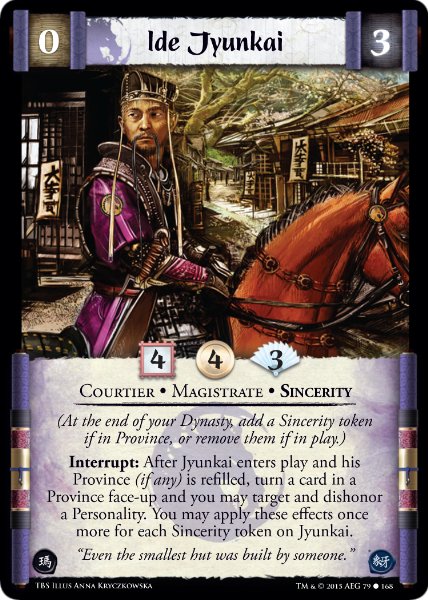 0
Ide Jyunkai
3
4
4
3
Courtier • Magistrate • Sincerity
(At the end of your Dynasty, add a Sincerity token
if in Province, or remove them if in play.)
Interrupt: After Jyunkai enters play and his
Province (if any) is refilled, turn a card in a
Province face-up and you may target and dishonor
a Personality. You may apply these effects once
more for each Sincerity token on Jyunkai.
“Even the smallest hut was built by someone.”
TBS Illus Anna Kryczkowska
TM & © 2015 AEG 79 • 168